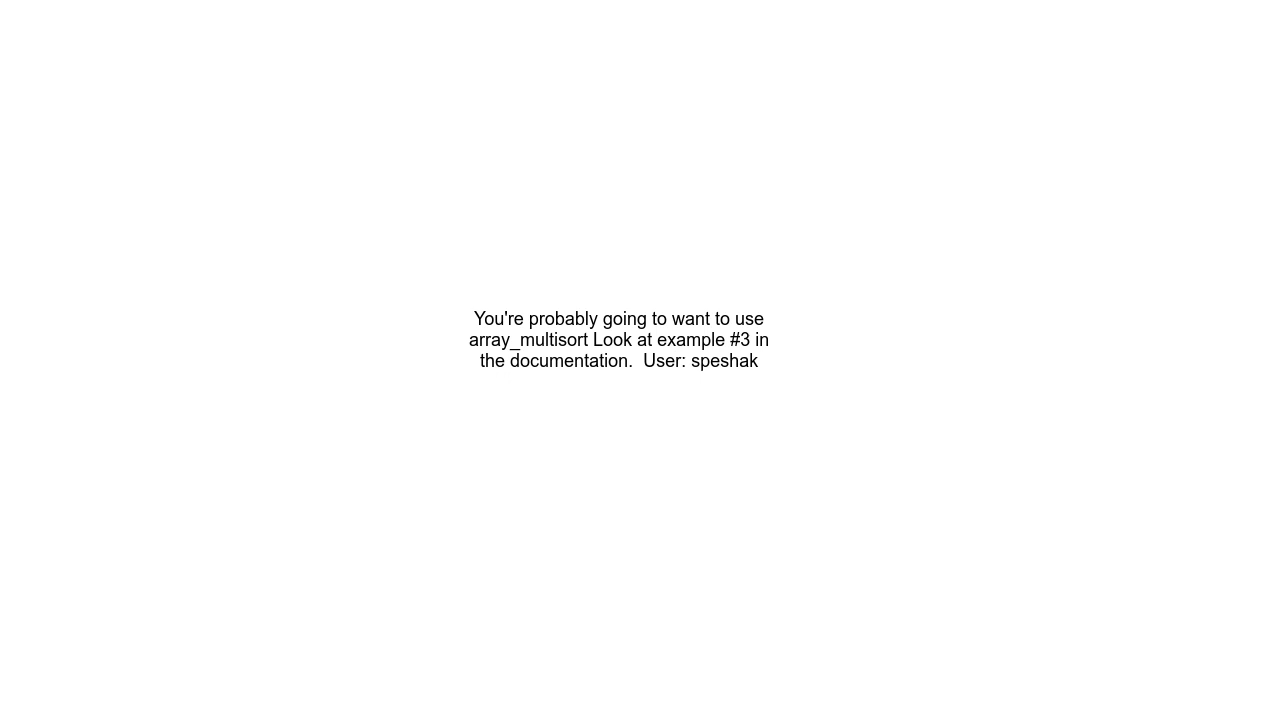 You're probably going to want to use
array_multisort Look at example #3 in
the documentation.  User: speshak